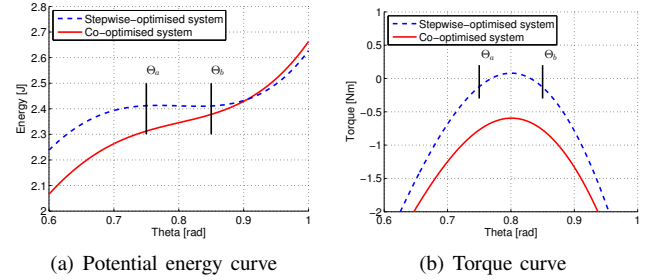 Stepwise-optimised system
Co-optimised system
Θa
Θb
Energy [J]
2.8
2.7
2.6
2.5
2.4
2.3
2.2
2.1
2
0.6
0.7
0.8
0.9
1
Theta [rad]
(a) Potential energy curve
Stepwise-optimised system
Co-optimised system
Θa
Θb
Torque [Nm]
1
0.5
0
−0.5
−1
−1.5
−2
0.6
0.7
0.8
0.9
1
Theta [rad]
(b) Torque curve